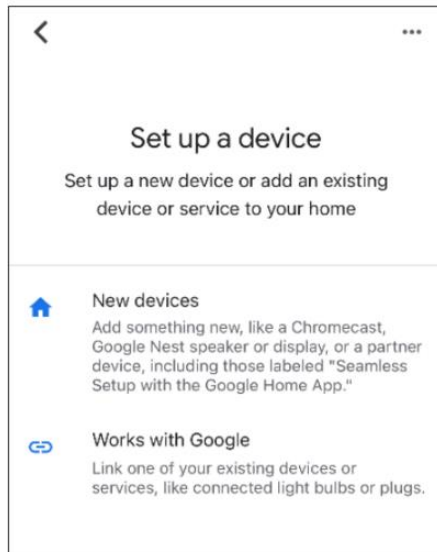 Set up a device
Set up a new device or add an existing
device or service to your home
New devices
Add something new, like a Chromecast,
Google Nest speaker or display, or a partner
device, including those labeled "Seamless
Setup with the Google Home App."
Works with Google
Link one of your existing devices or
services, like connected light bulbs or plugs.